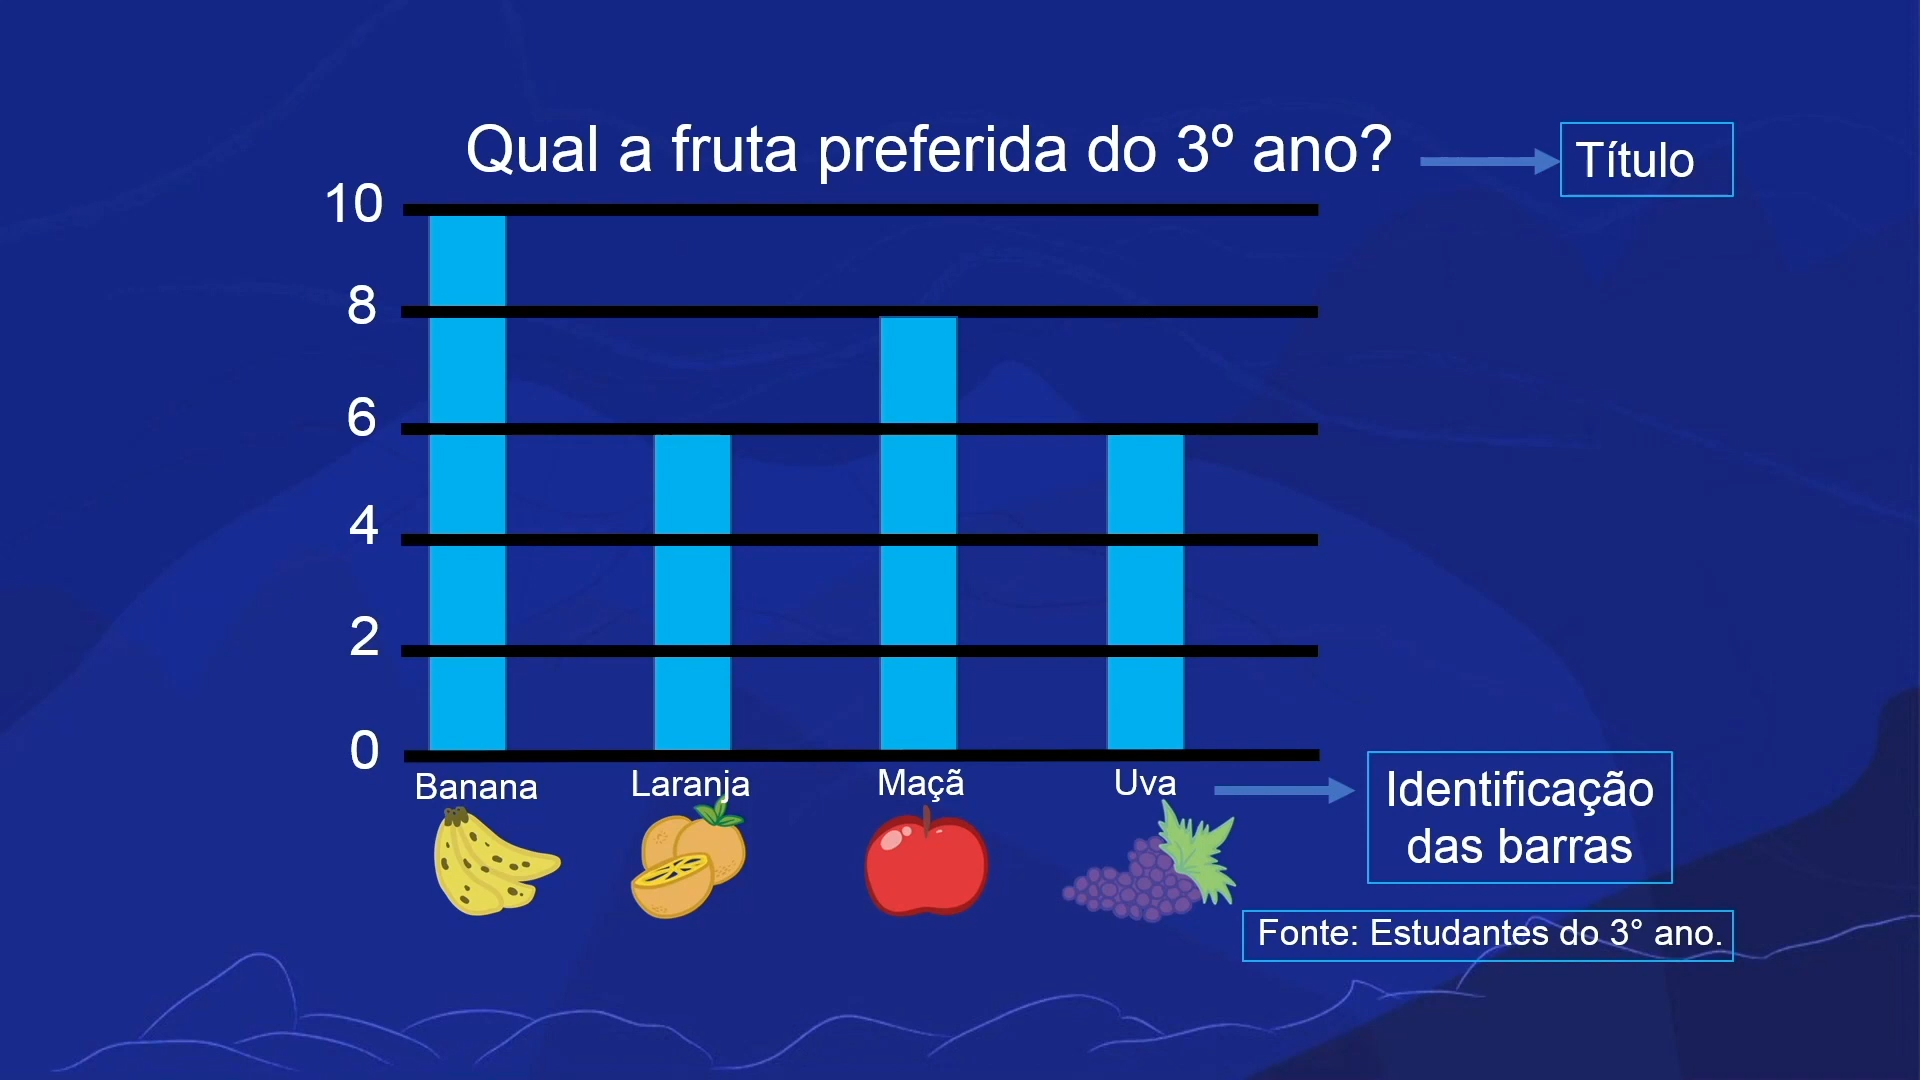 Qual a fruta preferida do 3º ano?
Título
10
8
6
4
2
0
Banana
Laranja
Maçã
Uva
Identificação
das barras
Fonte: Estudantes do 3° ano.